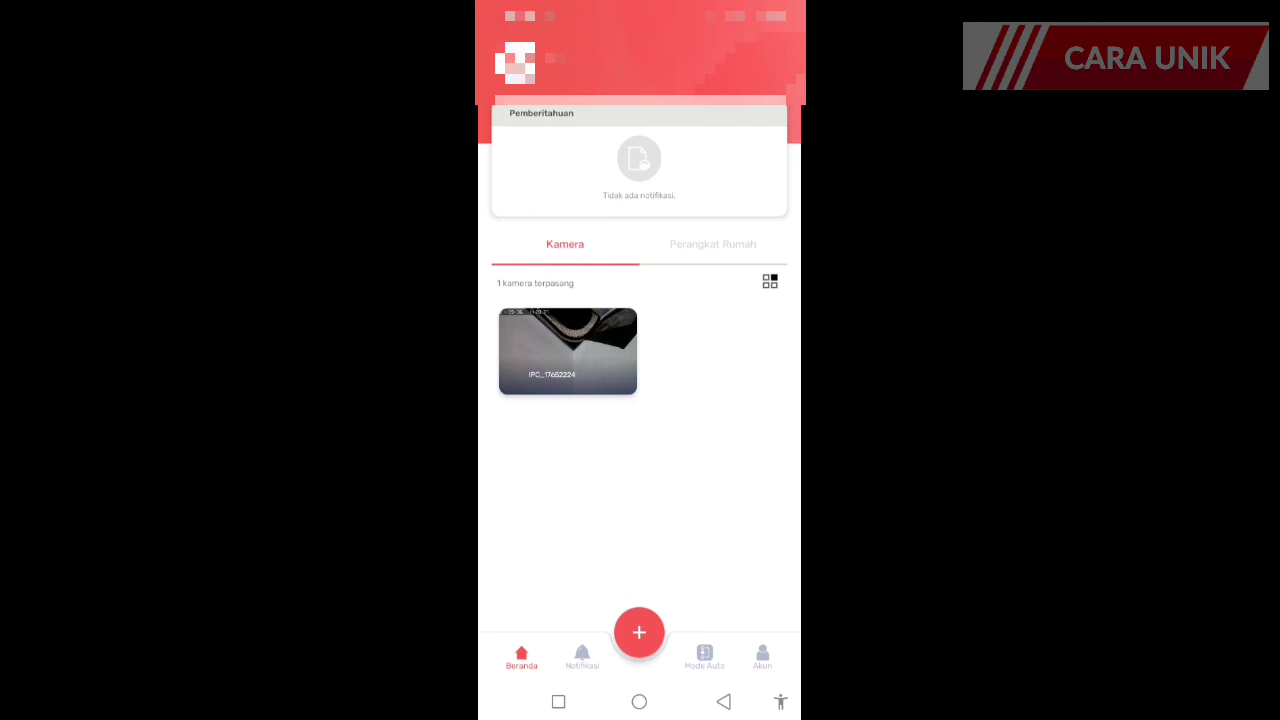 CARA UNIK
Pemberitahuan
Tidak ada notifikasi.
Kamera
Perangkat Rumah
1 kamera terpasang
IPC_17652224
Beranda
Notifikasi
Mode Auto
Akun